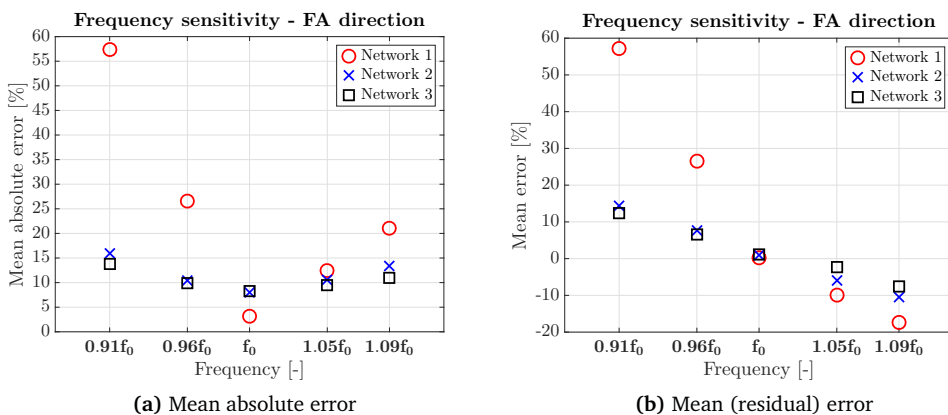 Frequency sensitivity - FA direction
Mean absolute error [%]
60
55
50
45
40
35
30
25
20
15
10
5
0
Network 1
Network 2
Network 3
0.91f₀ 0.96f₀ f₀ 1.05f₀ 1.09f₀
Frequency [-]
(a) Mean absolute error
Frequency sensitivity - FA direction
Mean error [%]
60
50
40
30
20
10
0
-10
-20
Network 1
Network 2
Network 3
0.91f₀ 0.96f₀ f₀ 1.05f₀ 1.09f₀
Frequency [-]
(b) Mean (residual) error